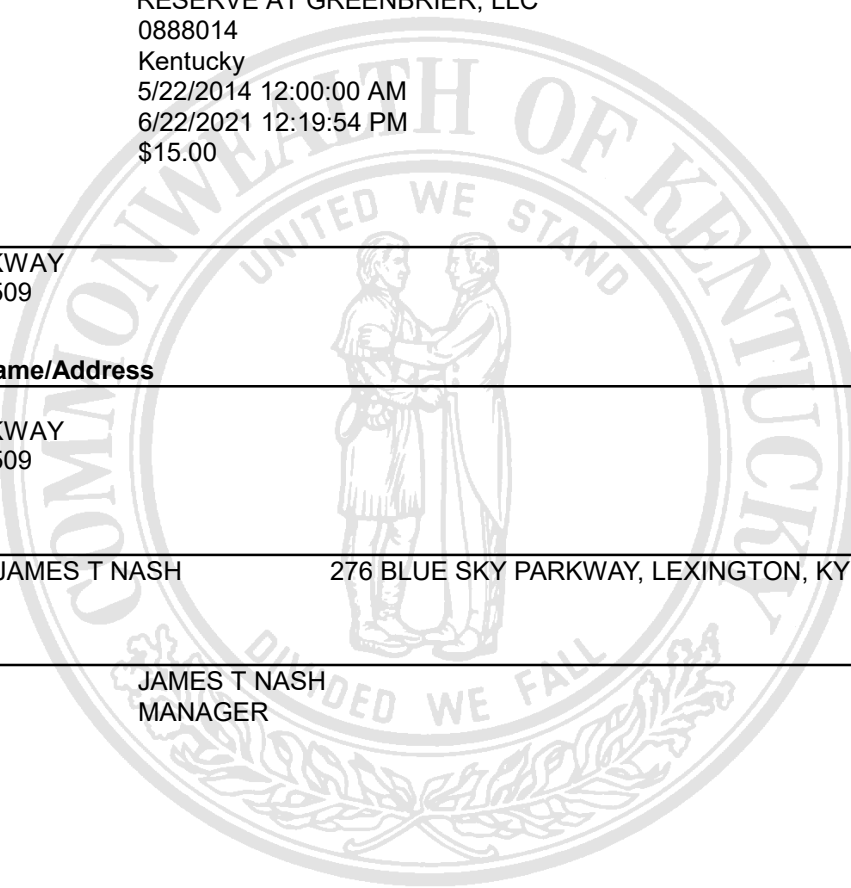 RESERVE AT GREENBRIER, LLC
0888014
Kentucky
5/22/2014 12:00:00 AM
6/22/2021 12:19:54 PM
$15.00
KWAY
509
ame/Address
KWAY
509
JAMES T NASH 276 BLUE SKY PARKWAY, LEXINGTON, KY
JAMES T NASH
MANAGER
COMMONWEALTH OF KENTUCKY
UNITED WE STAND
DIVIDED WE FALL